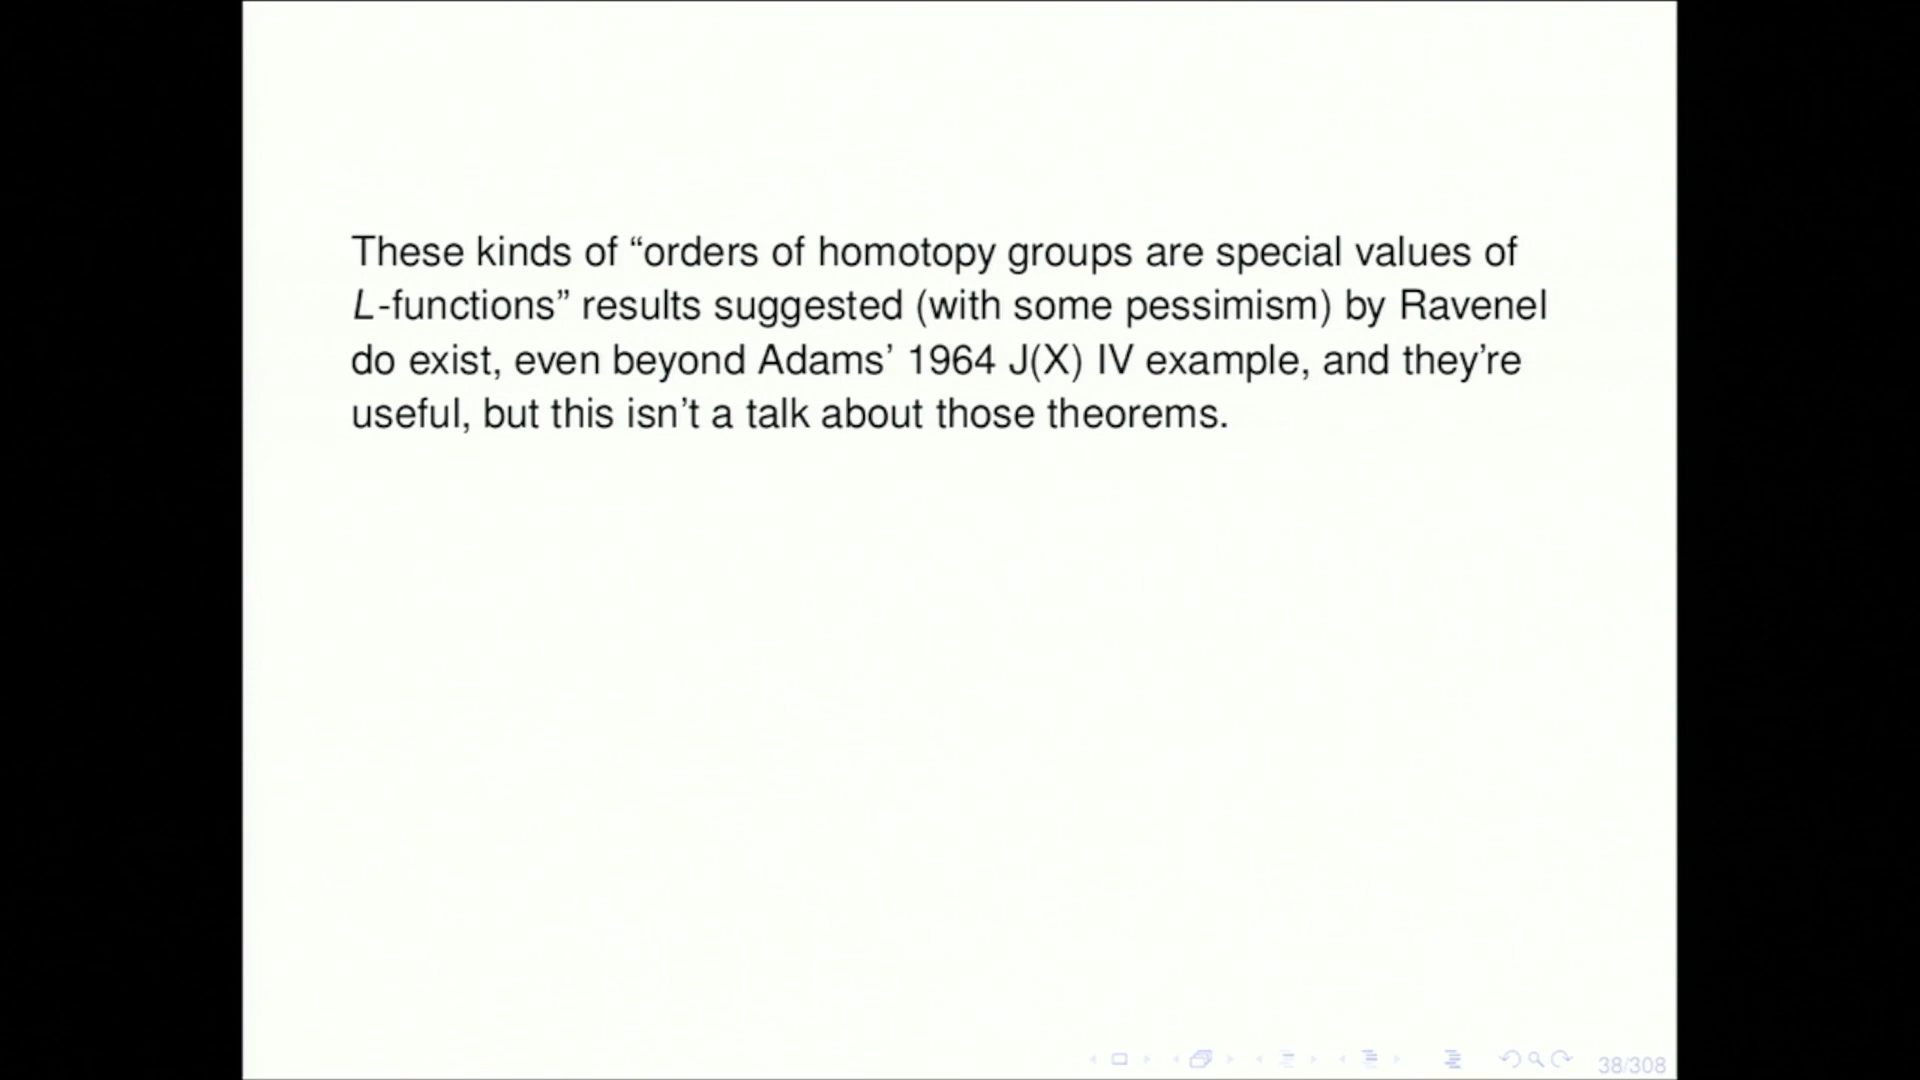 These kinds of “orders of homotopy groups are special values of
L-functions” results suggested (with some pessimism) by Ravenel
do exist, even beyond Adams’ 1964 J(X) IV example, and they’re
useful, but this isn’t a talk about those theorems.
38/308